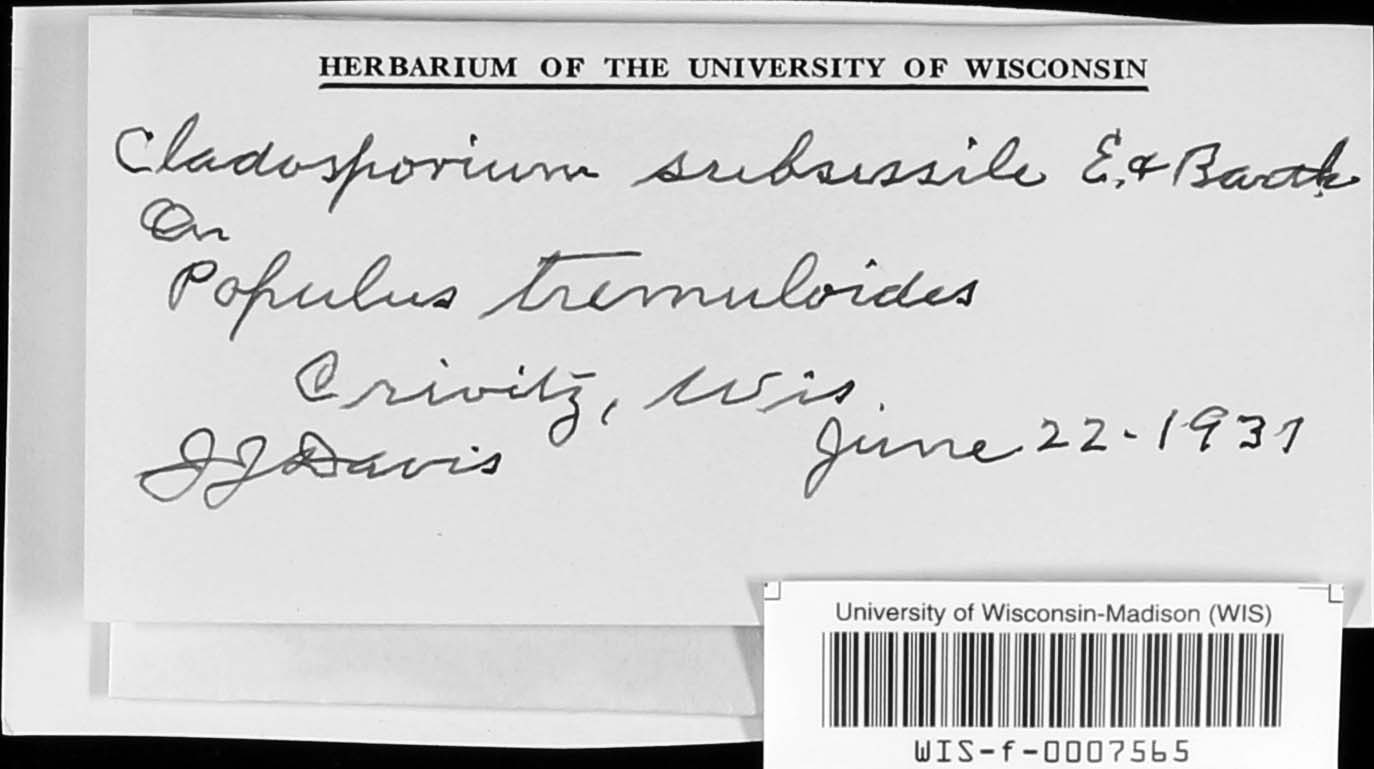 HERBARIUM OF THE UNIVERSITY OF WISCONSIN
Cladosporium subsessile E. & Barth.
On
Populus tremuloides
Crivitz, Wis.
JJ Davis June 22-1931
University of Wisconsin-Madison (WIS)
WIS-f-0007565